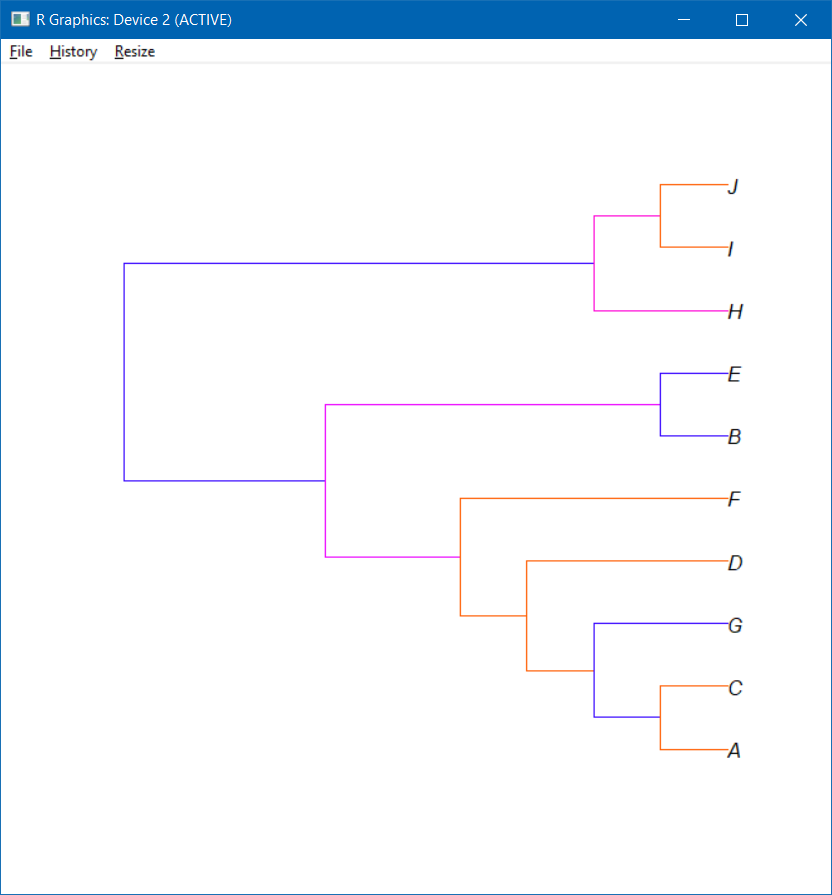 R Graphics: Device 2 (ACTIVE)
File History Resize
J
I
H
E
B
F
D
G
C
A